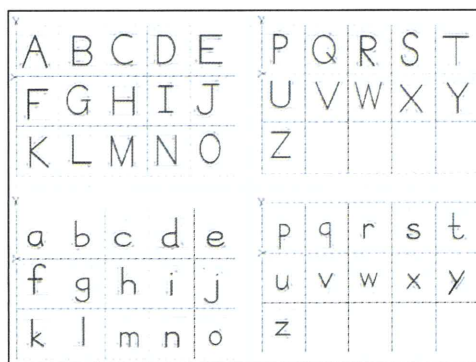 A B C D E
F G H I J
K L M N O
P Q R S T
U V W X Y
Z
a b c d e
f g h i j
k l m n o
p q r s t
u v w x y
z